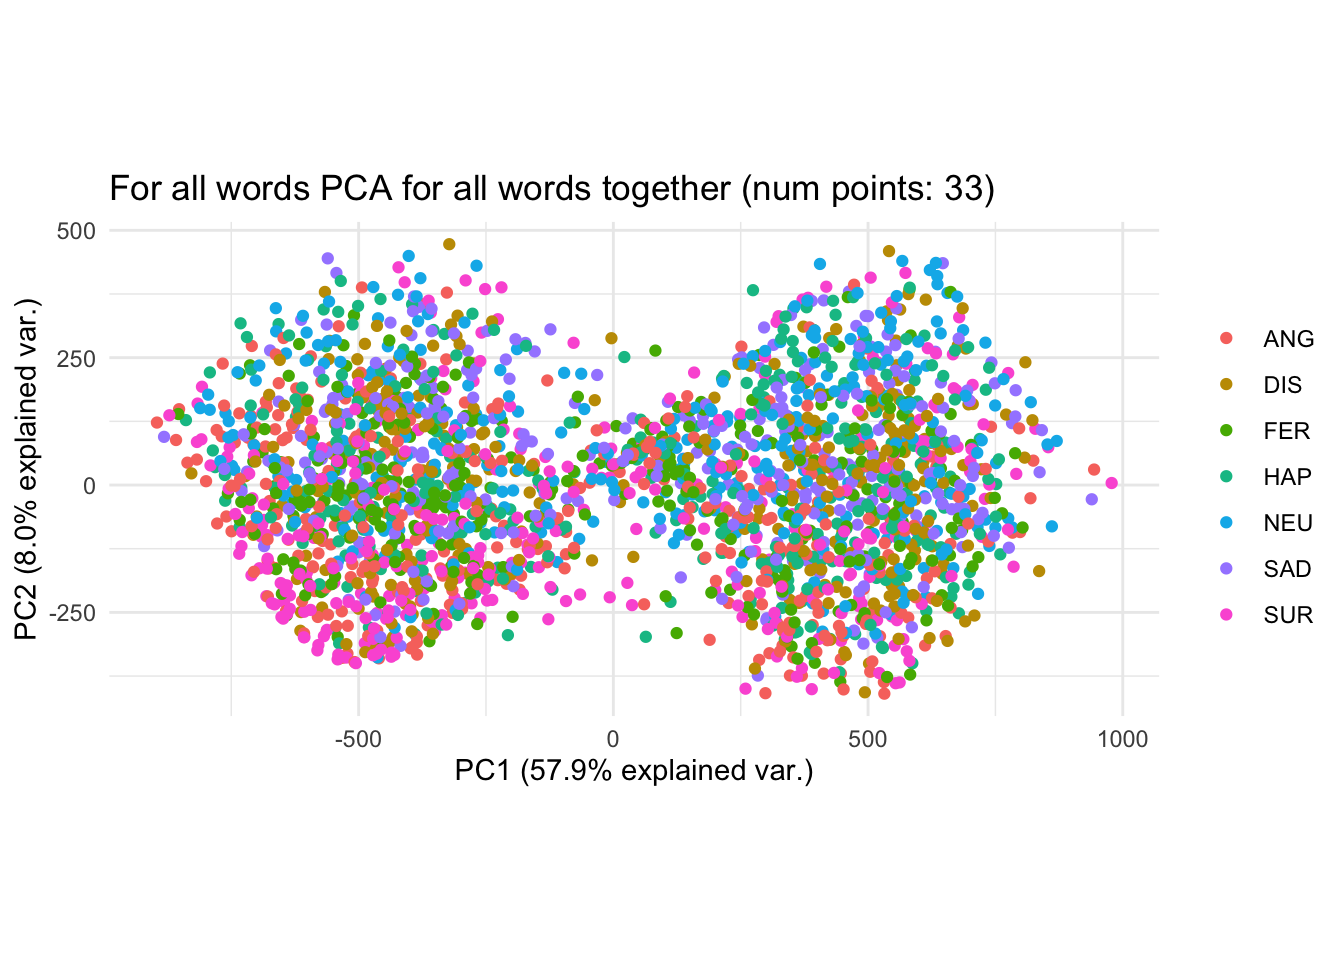 For all words PCA for all words together (num points: 33)
500
250
0
-250
PC2 (8.0% explained var.)
-500
0
500
1000
PC1 (57.9% explained var.)
ANG
DIS
FER
HAP
NEU
SAD
SUR